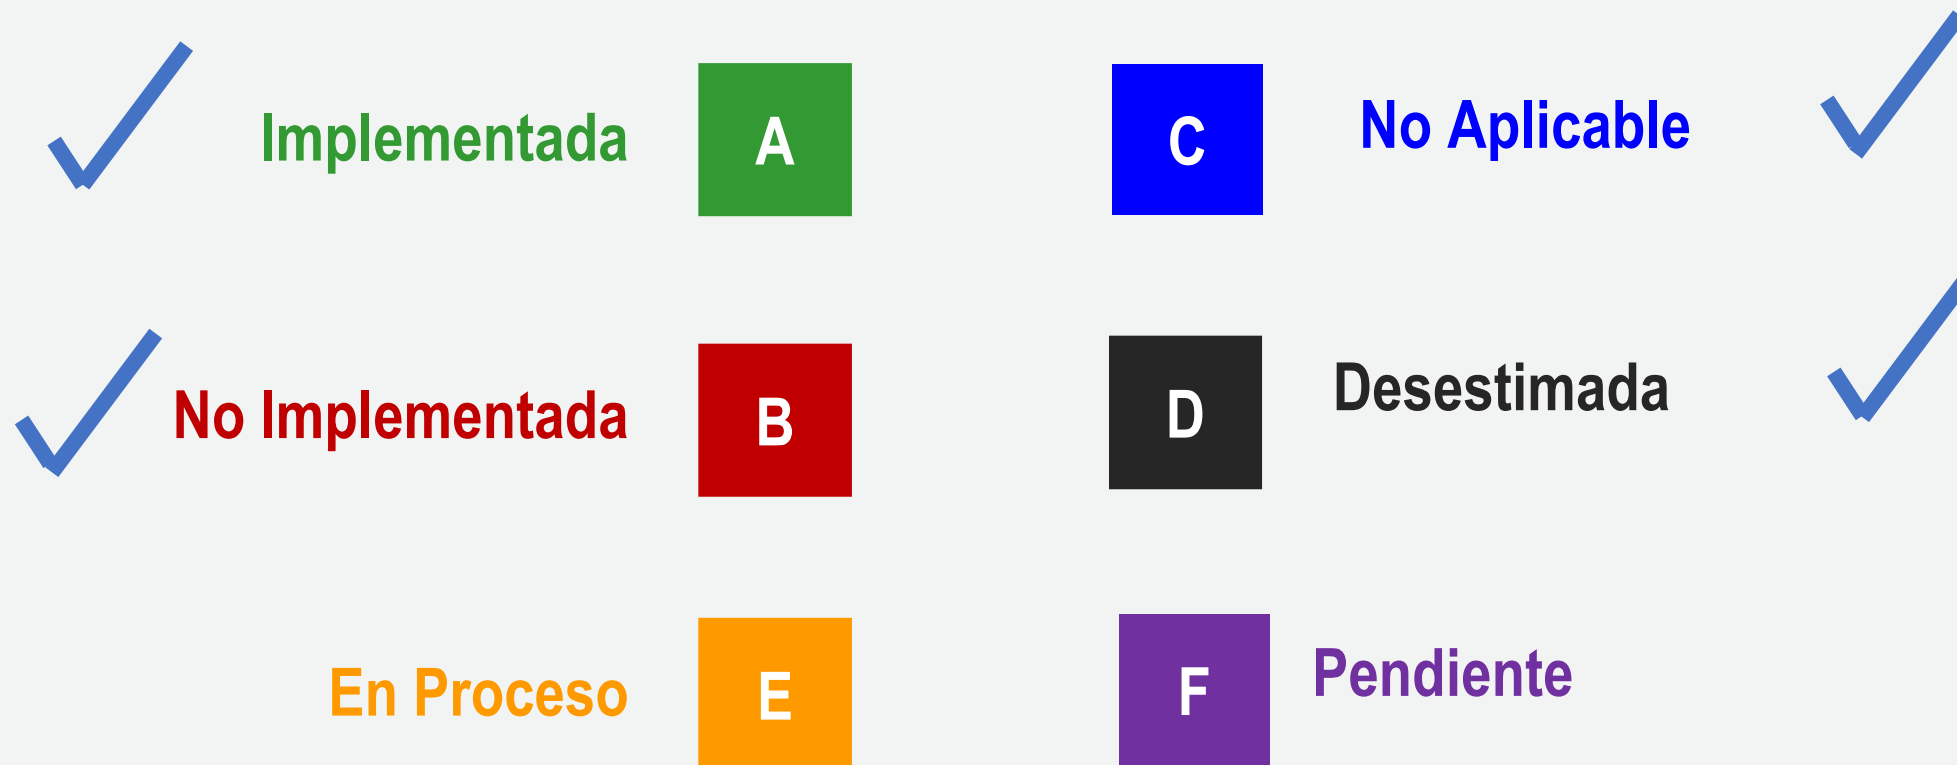 Implementada
A
C
No Aplicable
No Implementada
B
D
Desestimada
En Proceso
E
F
Pendiente